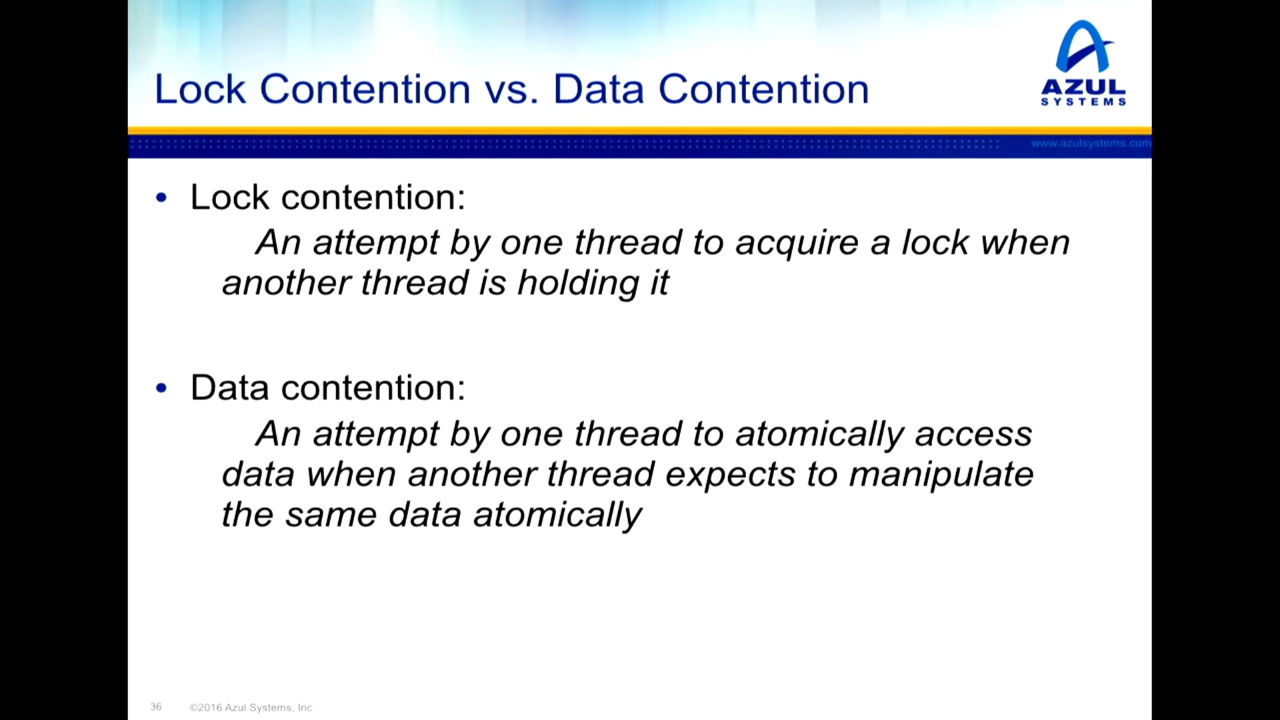 Lock Contention vs. Data Contention
AZUL
SYSTEMS
www.azulsystems.com
• Lock contention:
An attempt by one thread to acquire a lock when
another thread is holding it
• Data contention:
An attempt by one thread to atomically access
data when another thread expects to manipulate
the same data atomically
36 ©2016 Azul Systems, Inc.